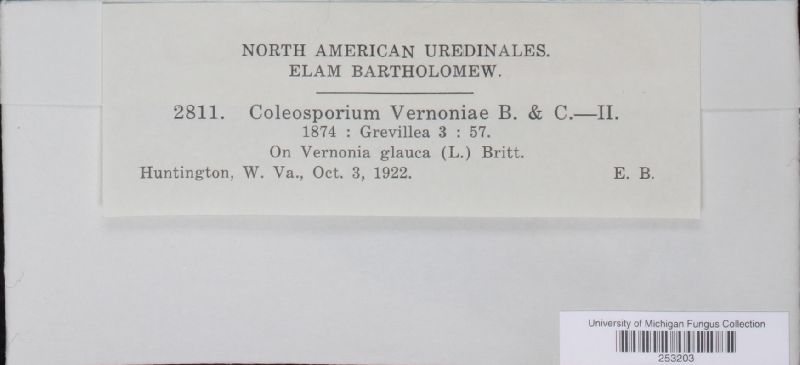 NORTH AMERICAN UREDINALES.
ELAM BARTHOLOMEW.
2811. Coleosporium Vernoniae B. & C.—II.
1874 : Grevillea 3 : 57.
On Vernonia glauca (L.) Britt.
Huntington, W. Va., Oct. 3, 1922. E. B.
University of Michigan Fungus Collection
253203